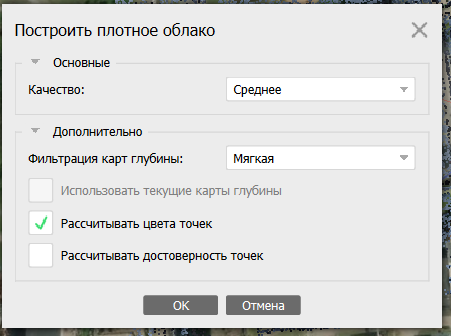 Построить плотное облако
Основные
Качество: Среднее
Дополнительно
Фильтрация карт глубины: Мягкая
Использовать текущие карты глубины
Рассчитывать цвета точек
Рассчитывать достоверность точек
OK Отмена